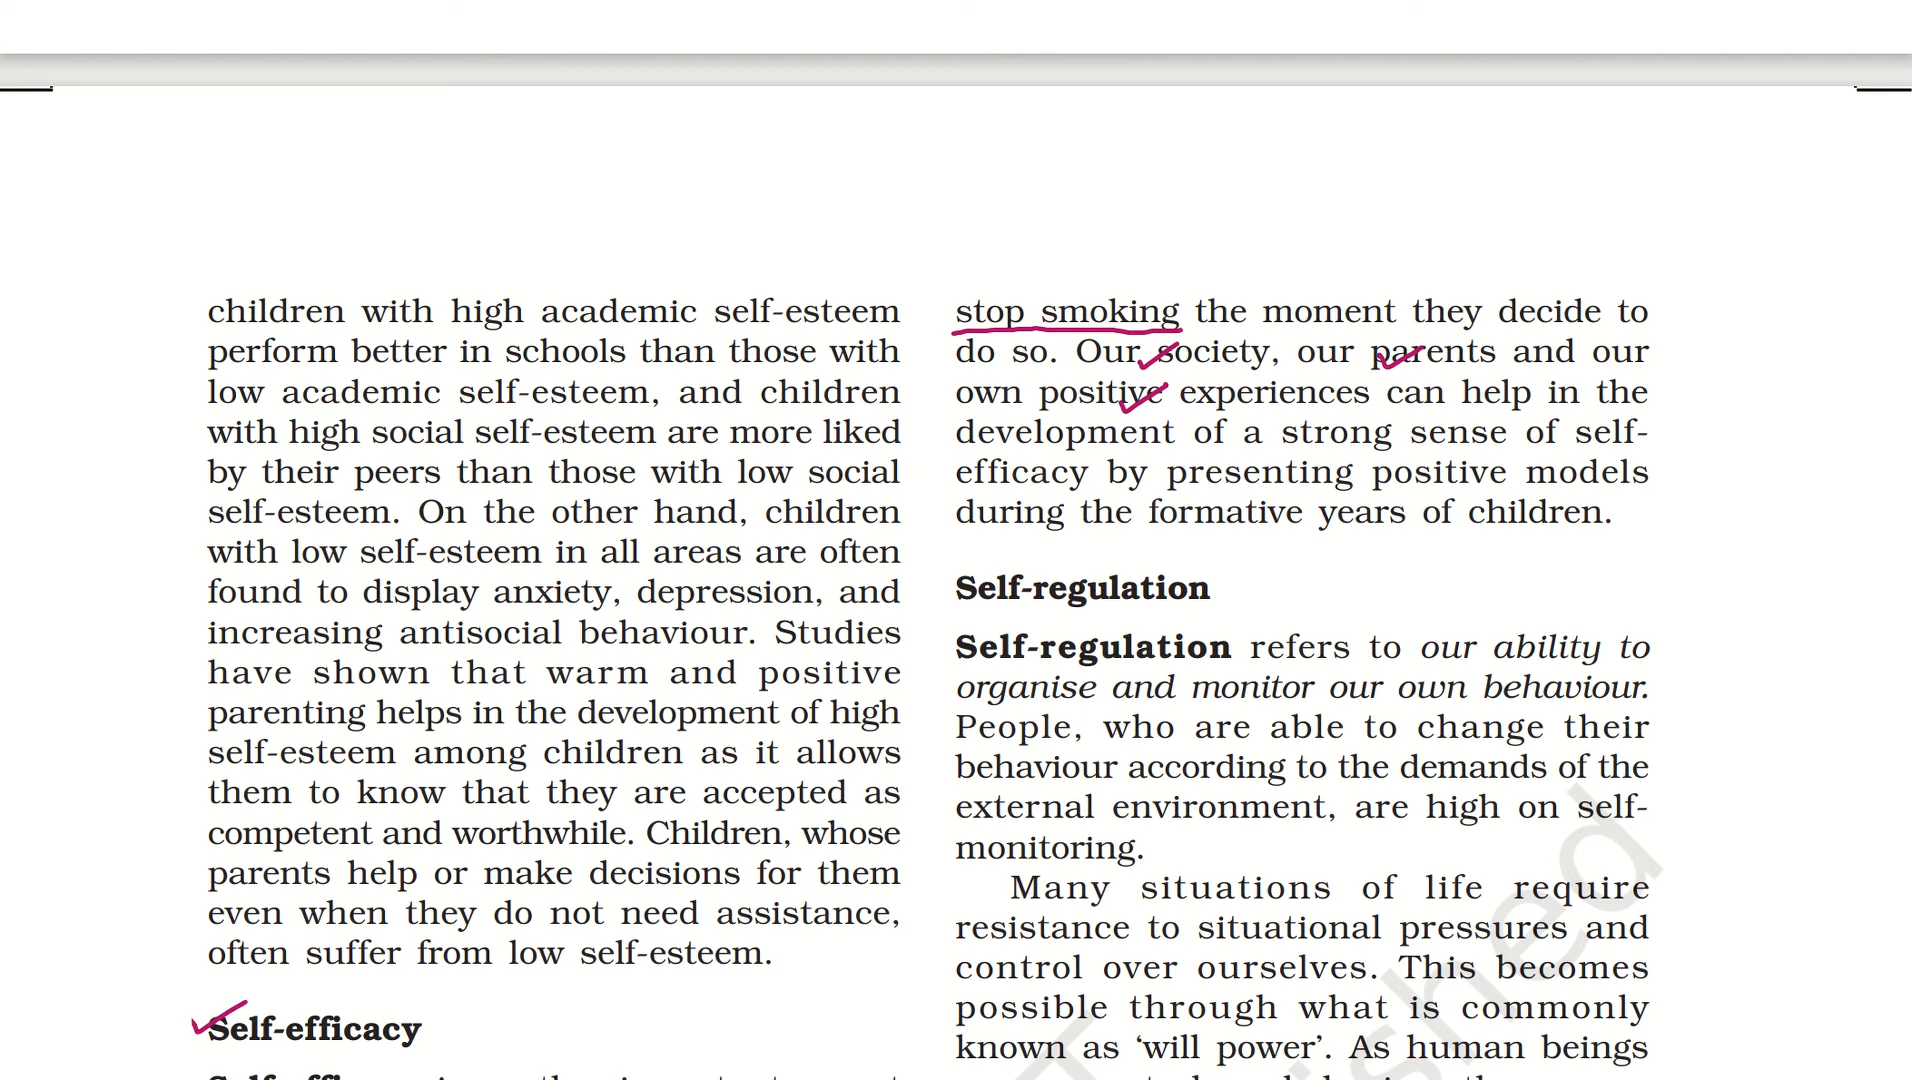 children with high academic self-esteem
perform better in schools than those with
low academic self-esteem, and children
with high social self-esteem are more liked
by their peers than those with low social
self-esteem. On the other hand, children
with low self-esteem in all areas are often
found to display anxiety, depression, and
increasing antisocial behaviour. Studies
have shown that warm and positive
parenting helps in the development of high
self-esteem among children as it allows
them to know that they are accepted as
competent and worthwhile. Children, whose
parents help or make decisions for them
even when they do not need assistance,
often suffer from low self-esteem.
Self-efficacy
stop smoking the moment they decide to
do so. Our society, our parents and our
own positive experiences can help in the
development of a strong sense of self-
efficacy by presenting positive models
during the formative years of children.
Self-regulation
Self-regulation refers to our ability to
organise and monitor our own behaviour.
People, who are able to change their
behaviour according to the demands of the
external environment, are high on self-
monitoring.
Many situations of life require
resistance to situational pressures and
control over ourselves. This becomes
possible through what is commonly
known as ‘will power’. As human beings